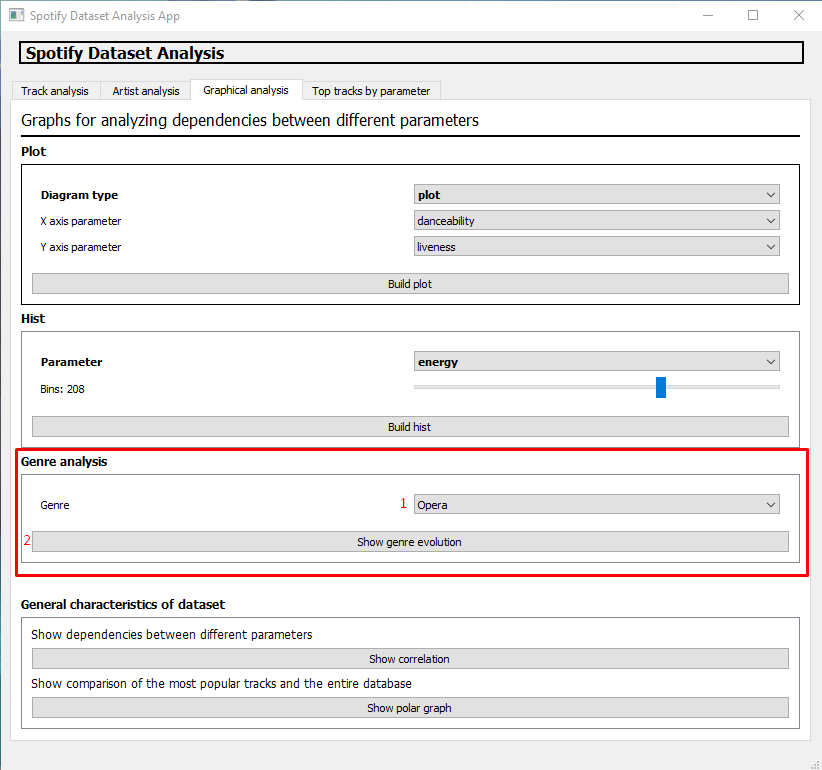 Spotify Dataset Analysis App
Spotify Dataset Analysis
Track analysis Artist analysis Graphical analysis Top tracks by parameter
Graphs for analyzing dependencies between different parameters
Plot
Diagram type plot
X axis parameter danceability
Y axis parameter liveness
Build plot
Hist
Parameter energy
Bins: 208
Build hist
Genre analysis
Genre 1 Opera
2 Show genre evolution
General characteristics of dataset
Show dependencies between different parameters
Show correlation
Show comparison of the most popular tracks and the entire database
Show polar graph